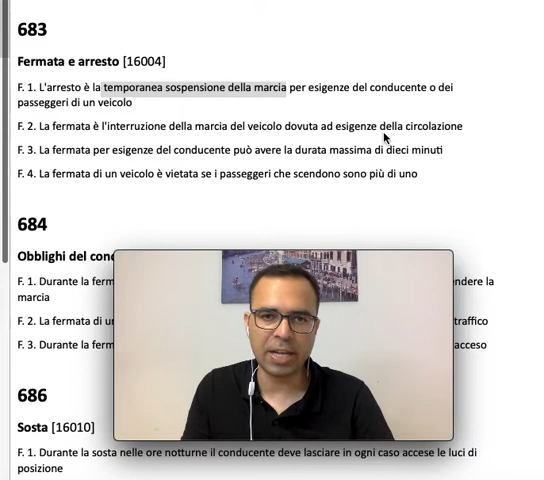 683
Fermata e arresto [16004]
F. 1. L'arresto è la temporanea sospensione della marcia per esigenze del conducente o dei
passeggeri di un veicolo
F. 2. La fermata è l'interruzione della marcia del veicolo dovuta ad esigenze della circolazione
F. 3. La fermata per esigenze del conducente può avere la durata massima di dieci minuti
F. 4. La fermata di un veicolo è vietata se i passeggeri che scendono sono più di uno
684
Obblighi del con
F. 1. Durante la ferm endere la
marcia
F. 2. La fermata di u traffico
F. 3. Durante la ferm acceso
686
Sosta [16010]
F. 1. Durante la sosta nelle ore notturne il conducente deve lasciare in ogni caso accese le luci di
posizione